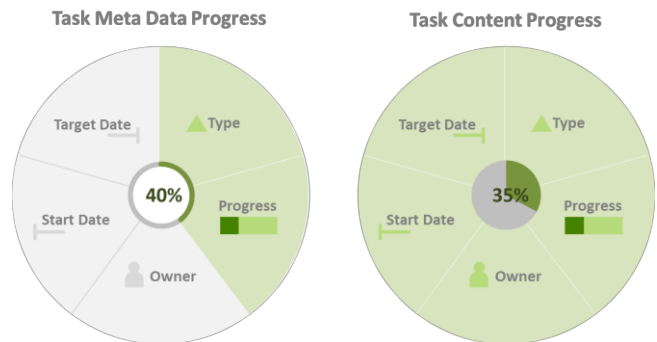 Task Meta Data Progress
Target Date
Type
Start Date
40%
Progress
Owner
Task Content Progress
Target Date
Type
Start Date
35%
Progress
Owner